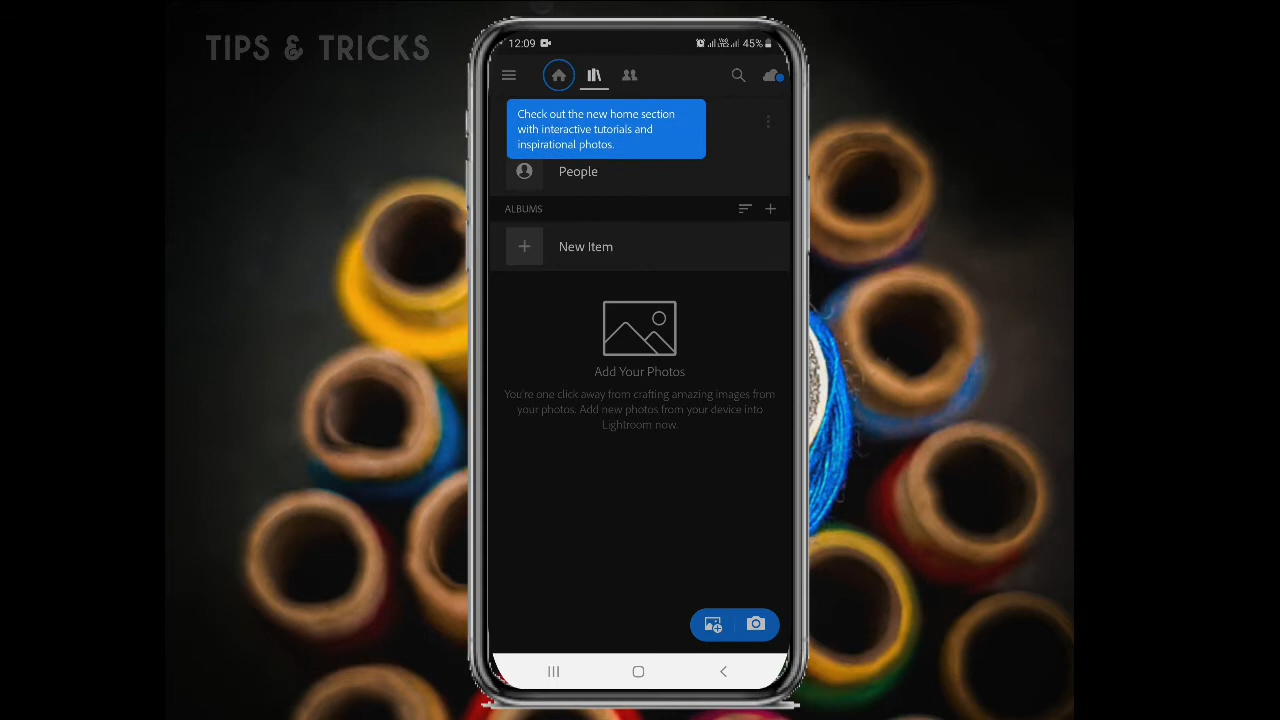 TIPS & TRICKS
12:09
45%
Check out the new home section
with interactive tutorials and
inspirational photos.
People
ALBUMS
New Item
Add Your Photos
You're one click away from crafting amazing images from
your photos. Add new photos from your device into
Lightroom now.